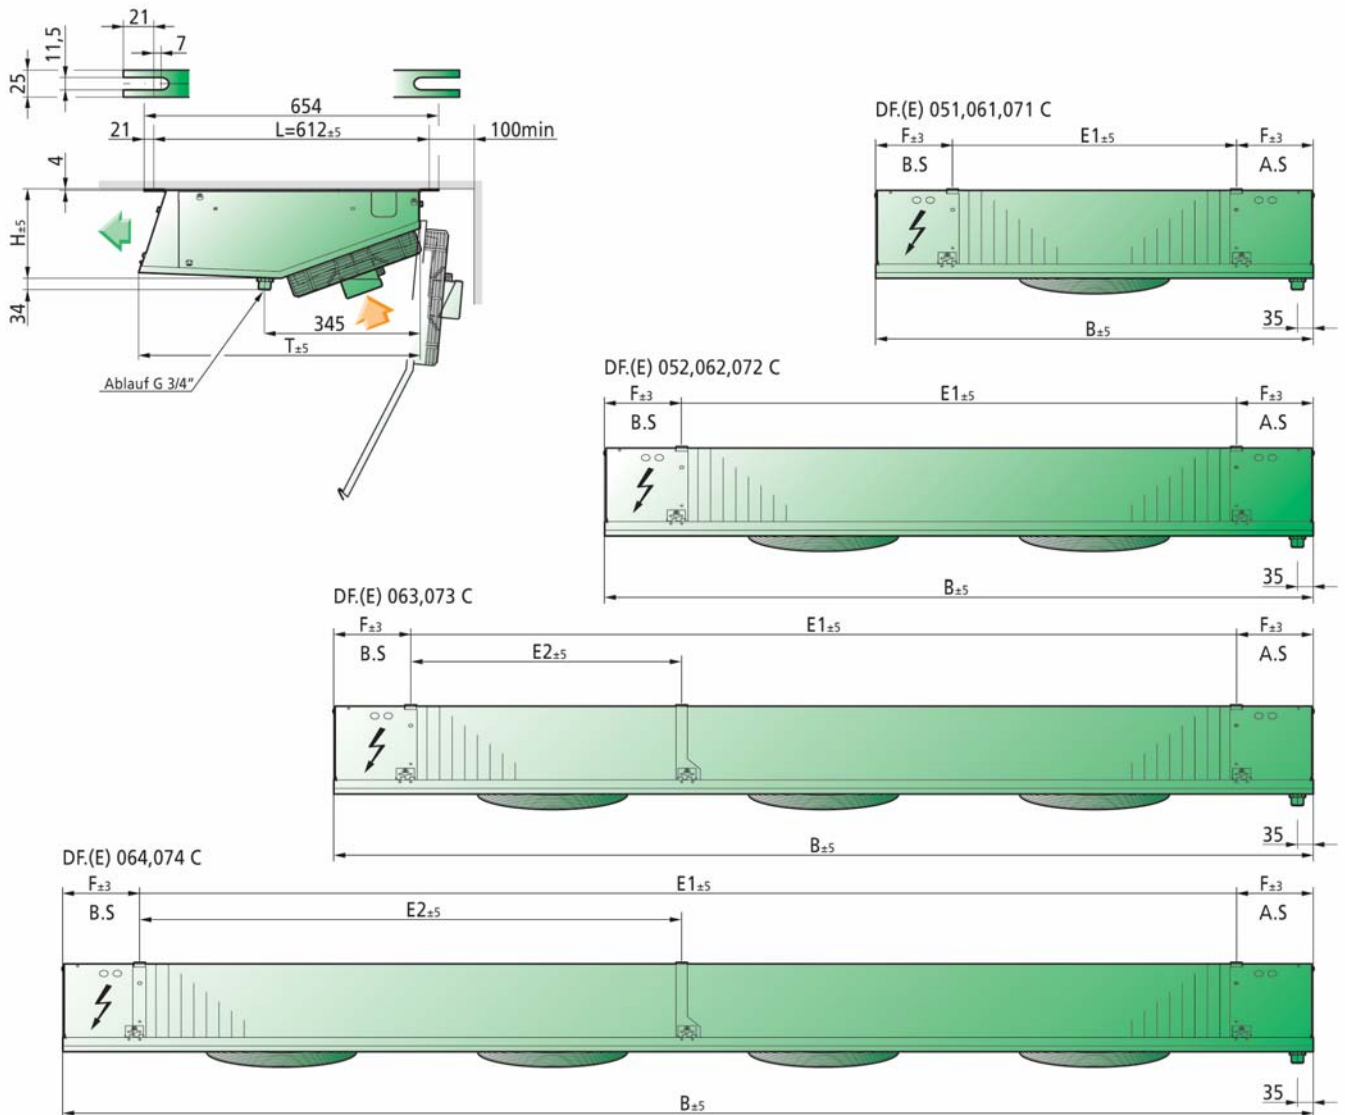 21
11,5
7
25
654
21
L=612±5
100min
4
H±5
34
345
T±5
Ablauf G 3/4"
DF.(E) 051,061,071 C
F±3
E1±5
F±3
B.S
A.S
35
B±5
DF.(E) 052,062,072 C
F±3
E1±5
F±3
B.S
A.S
35
B±5
DF.(E) 063,073 C
F±3
E1±5
F±3
B.S
E2±5
A.S
35
B±5
DF.(E) 064,074 C
F±3
E1±5
F±3
B.S
E2±5
A.S
35
B±5